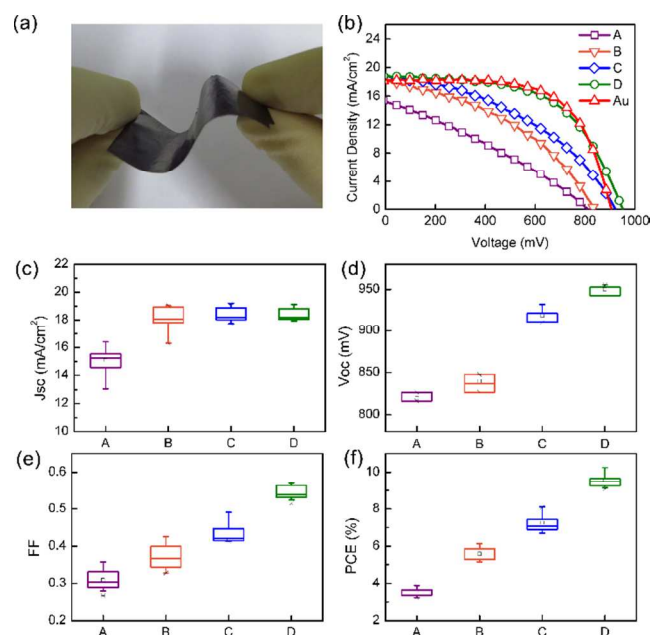 (a)
(b)
24
20
16
12
8
4
0
Current Density (mA/cm²)
0 200 400 600 800 1000
Voltage (mV)
A
B
C
D
Au
(c)
22
20
18
16
14
12
10
Jsc (mA/cm²)
A B C D
(d)
950
900
850
800
Voc (mV)
A B C D
(e)
0.6
0.5
0.4
0.3
0.2
FF
A B C D
(f)
10
8
6
4
2
PCE (%)
A B C D